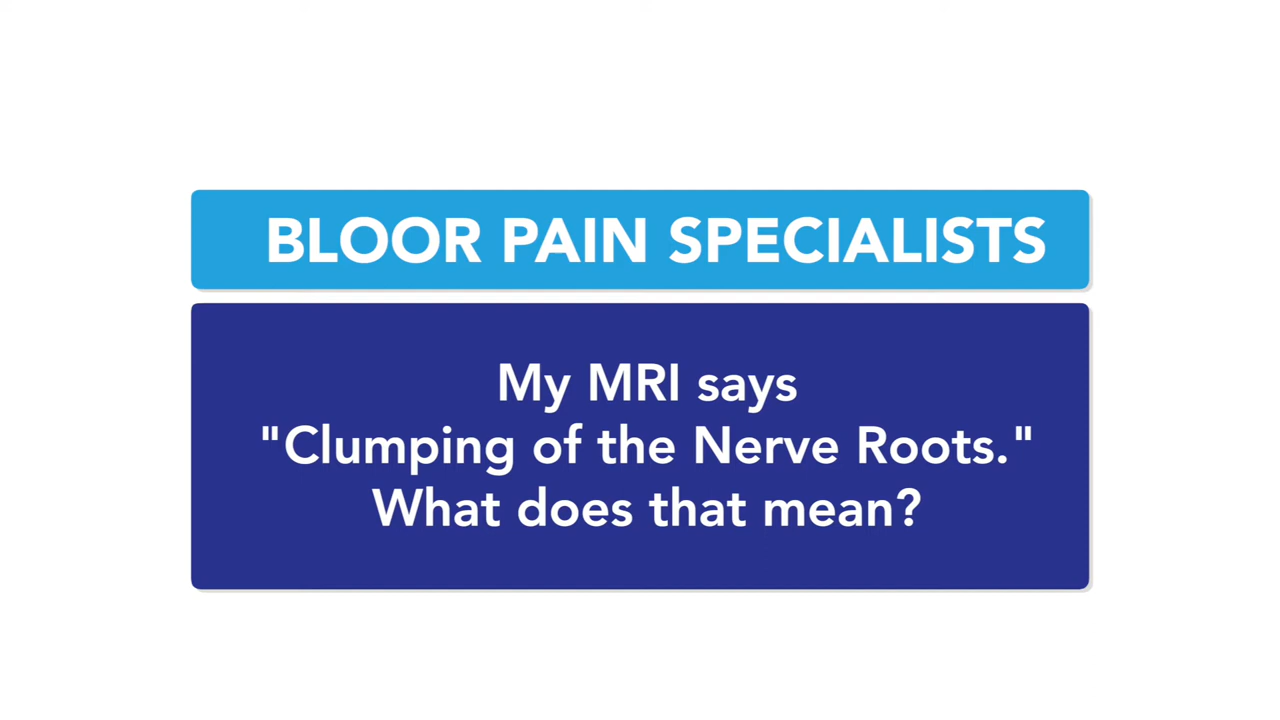 BLOOR PAIN SPECIALISTS
My MRI says
"Clumping of the Nerve Roots."
What does that mean?